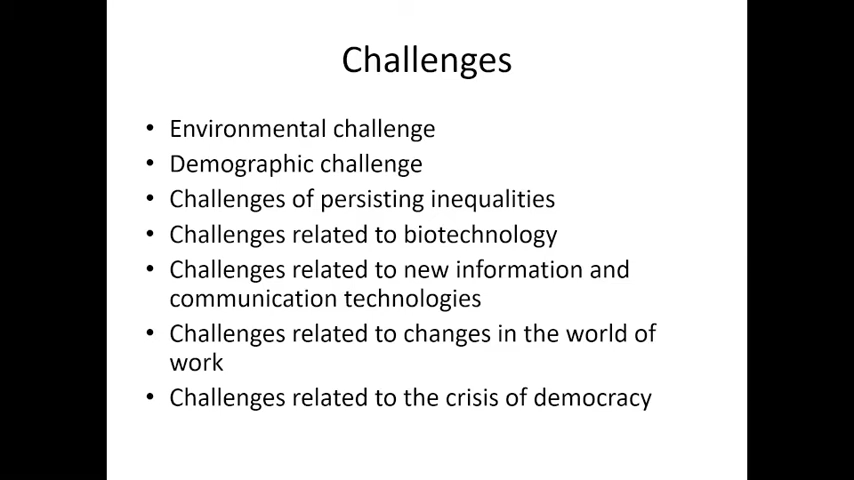 Challenges
• Environmental challenge
• Demographic challenge
• Challenges of persisting inequalities
• Challenges related to biotechnology
• Challenges related to new information and
communication technologies
• Challenges related to changes in the world of
work
• Challenges related to the crisis of democracy